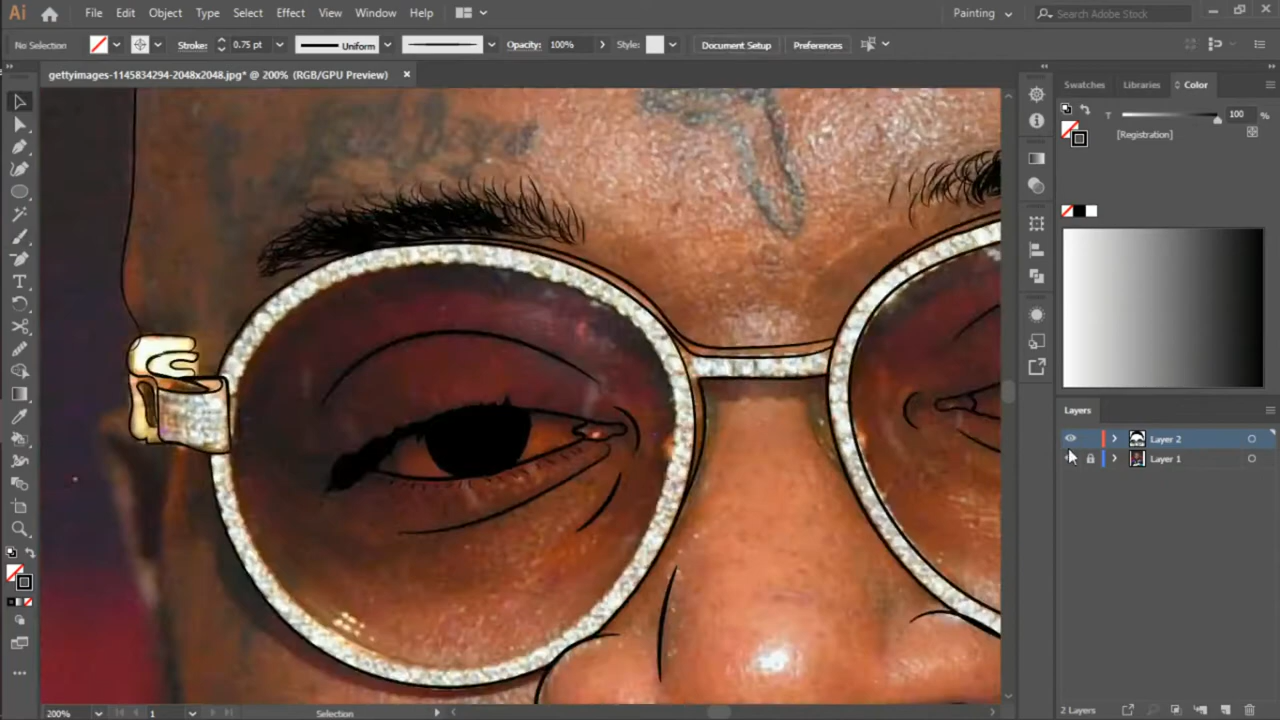 Ai File Edit Object Type Select Effect View Window Help Painting Search Adobe Stock
No Selection Stroke: 0.75 pt Uniform Opacity: 100% Style: Document Setup Preferences
gettyimages-1145834294-2048x2048.jpg* @ 200% (RGB/GPU Preview) ×
Swatches Libraries Color
T 100 %
[Registration]
Layers
Layer 2
Layer 1
200% 1 Selection 2 Layers